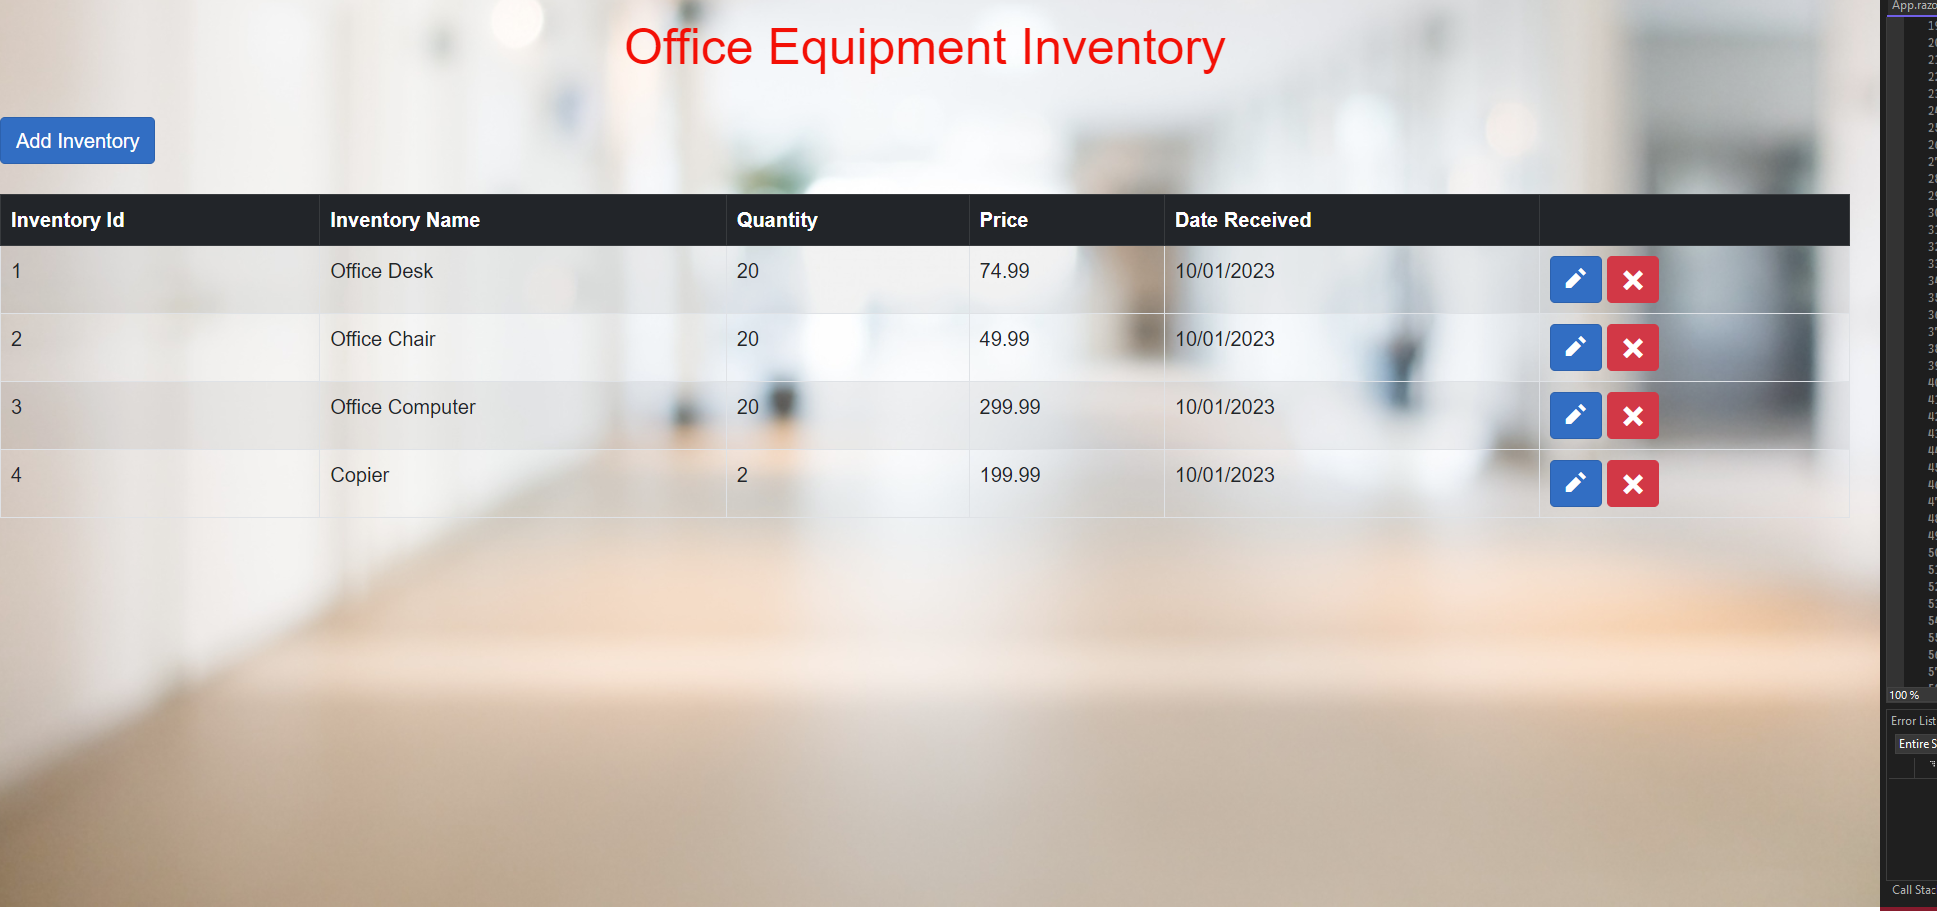 App.razo
Office Equipment Inventory
Add Inventory
Inventory Id Inventory Name Quantity Price Date Received
1 Office Desk 20 74.99 10/01/2023
2 Office Chair 20 49.99 10/01/2023
3 Office Computer 20 299.99 10/01/2023
4 Copier 2 199.99 10/01/2023
100 %
Error List
Entire S
Call Stac